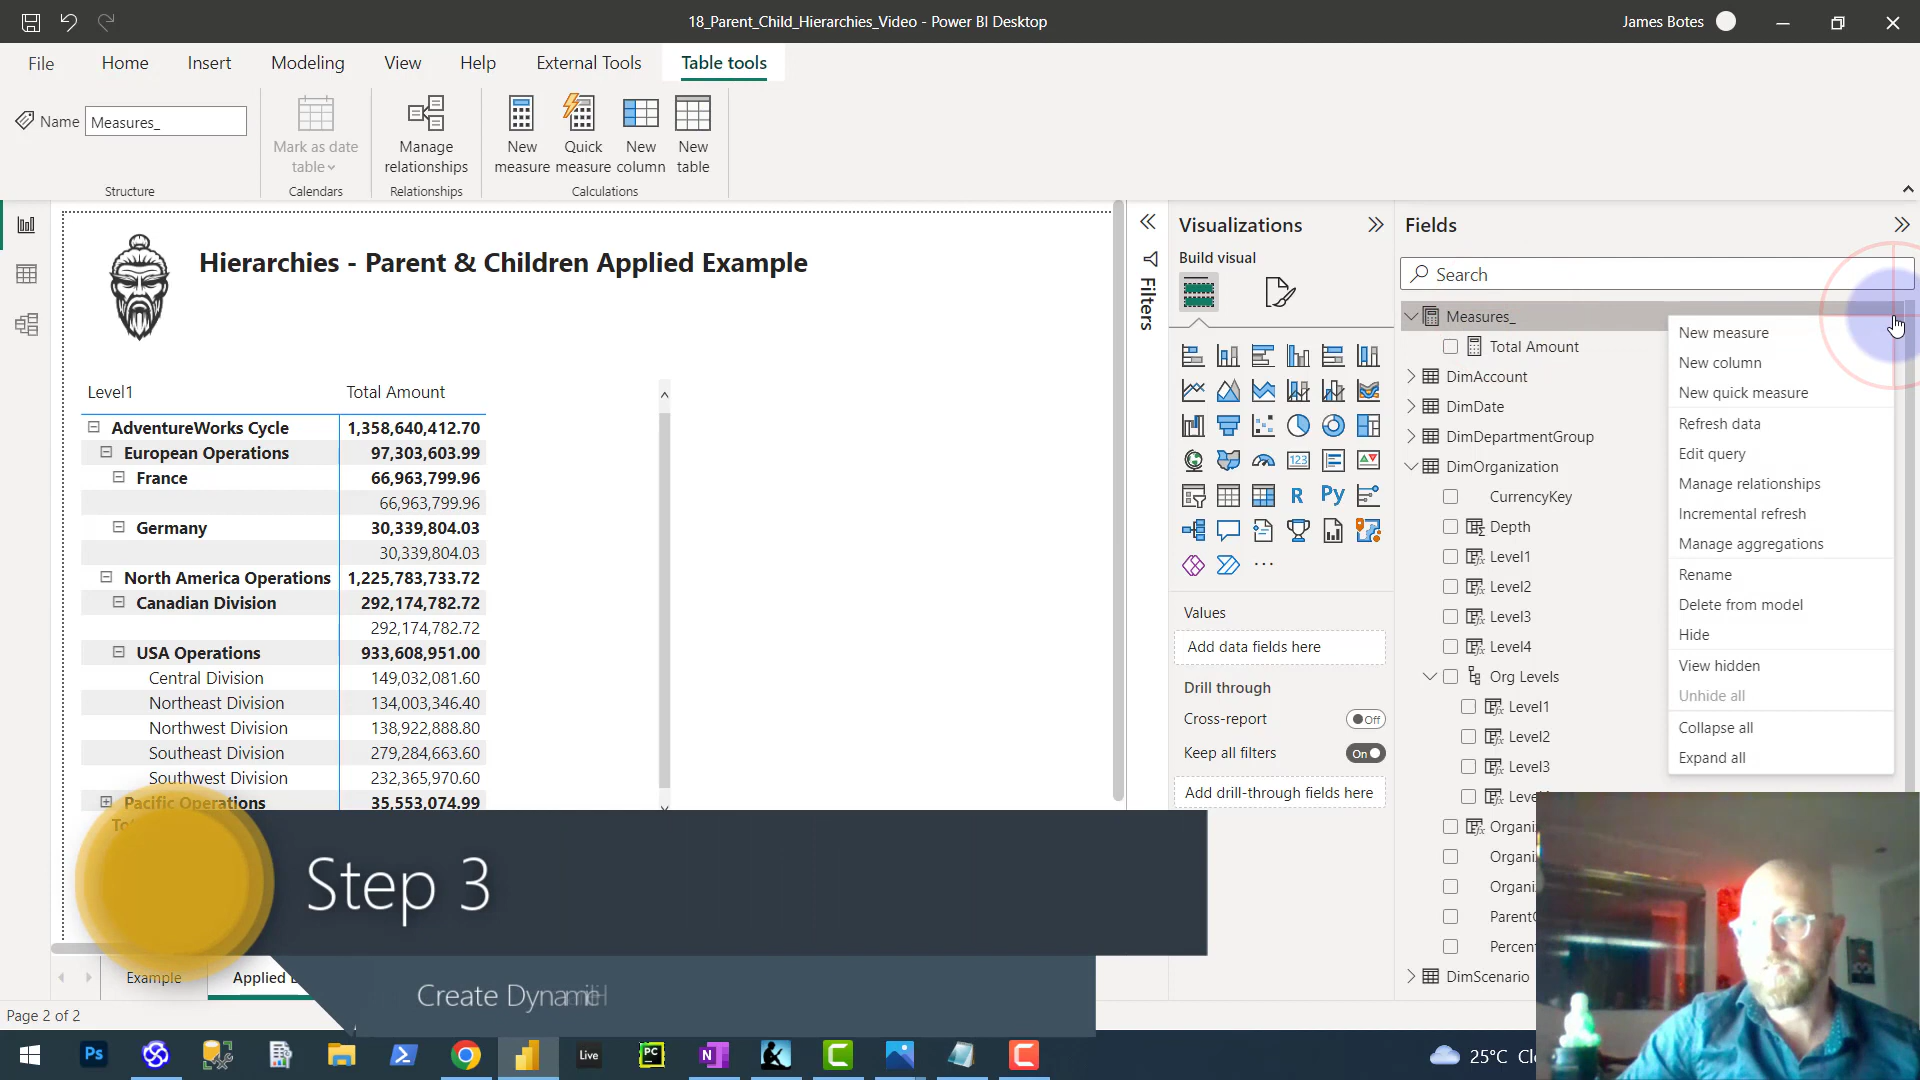 18_Parent_Child_Hierarchies_Video - Power BI Desktop
James Botes
File Home Insert Modeling View Help External Tools Table tools
Name Measures_
Mark as date table
Manage relationships
New measure
Quick measure
New column
New table
Structure
Calendars
Relationships
Calculations
Hierarchies - Parent & Children Applied Example
Level1 Total Amount
AdventureWorks Cycle 1,358,640,412.70
European Operations 97,303,603.99
France 66,963,799.96
66,963,799.96
Germany 30,339,804.03
30,339,804.03
North America Operations 1,225,783,733.72
Canadian Division 292,174,782.72
292,174,782.72
USA Operations 933,608,951.00
Central Division 149,032,081.60
Northeast Division 134,003,346.40
Northwest Division 138,922,888.80
Southeast Division 279,284,663.60
Southwest Division 232,365,970.60
Pacific Operations 35,553,074.99
Step 3
Create
Example
Applied
Page 2 of 2
Filters
Visualizations
Build visual
123
R
Py
...
Values
Add data fields here
Drill through
Cross-report Off
Keep all filters On
Add drill-through fields here
Fields
Search
Measures_
Total Amount
DimAccount
DimDate
DimDepartmentGroup
DimOrganization
CurrencyKey
Depth
Level1
Level2
Level3
Level4
Org Levels
Level1
Level2
Level3
DimScenario
New measure
New column
New quick measure
Refresh data
Edit query
Manage relationships
Incremental refresh
Manage aggregations
Rename
Delete from model
Hide
View hidden
Unhide all
Collapse all
Expand all
Ps
Live
PC
N
C
C
25°C